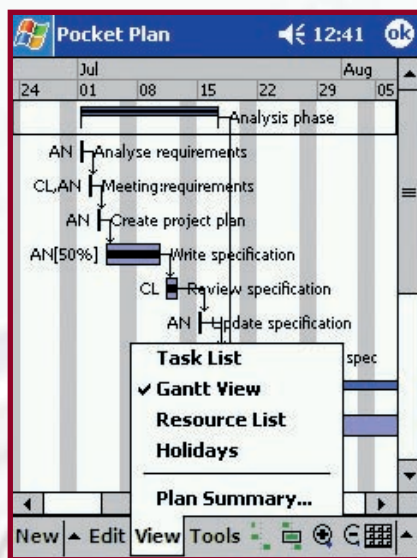 Pocket Plan 12:41 ok
Jul Aug
24 01 08 15 22 29 05
Analysis phase
AN Analyse requirements
CL,AN Meeting:requirements
AN Create project plan
AN[50%] Write specification
CL Review specification
AN Update specification
spec
Task List
Gantt View
Resource List
Holidays
Plan Summary...
New Edit View Tools